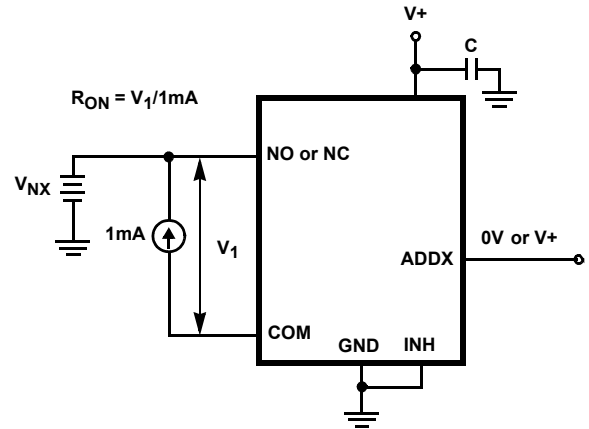 V+
C
R_ON = V_1/1mA
NO or NC
V_NX
1mA
V_1
0V or V+
ADDX
COM
GND
INH